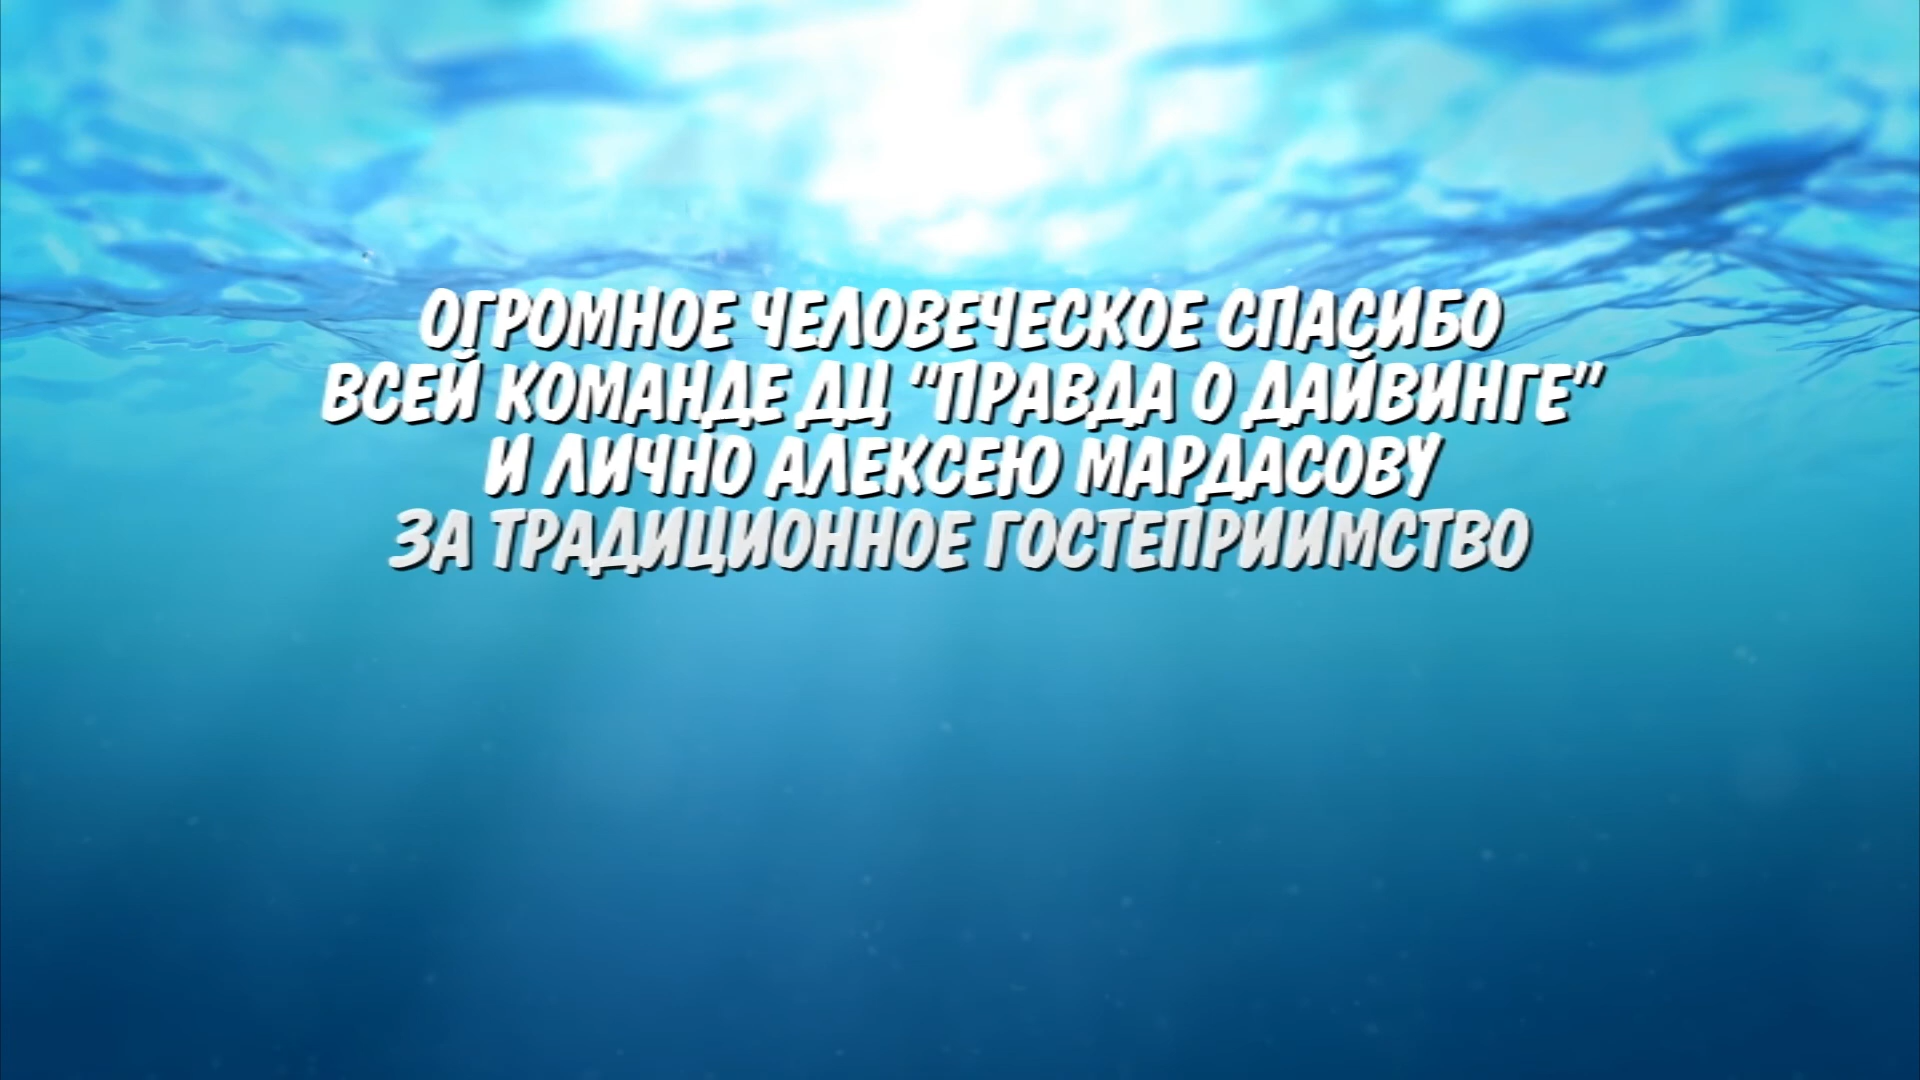 ОГРОМНОЕ ЧЕЛОВЕЧЕСКОЕ СПАСИБО
ВСЕЙ КОМАНДЕ ДЦ "ПРАВДА О ДАЙВИНГЕ"
И ЛИЧНО АЛЕКСЕЮ МАРДАСОВУ
ЗА ТРАДИЦИОННОЕ ГОСТЕПРИИМСТВО